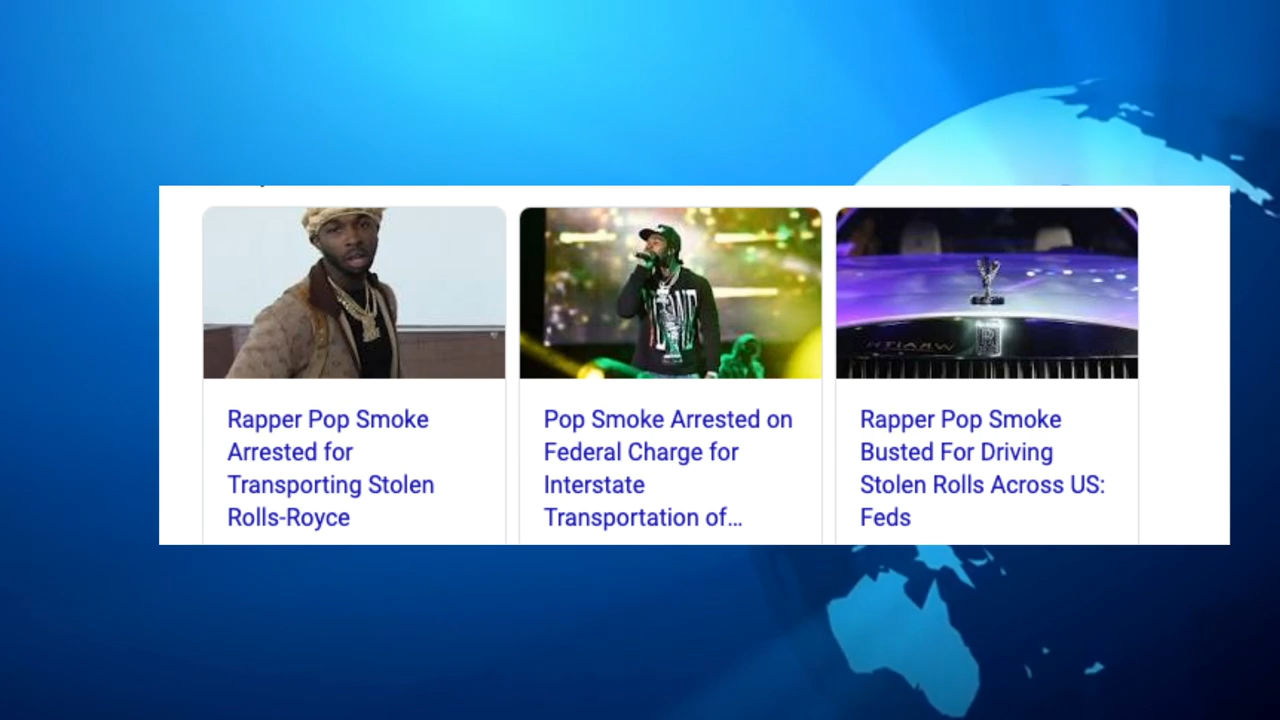 Rapper Pop Smoke
Arrested for
Transporting Stolen
Rolls-Royce
Pop Smoke Arrested on
Federal Charge for
Interstate
Transportation of...
Rapper Pop Smoke
Busted For Driving
Stolen Rolls Across US:
Feds